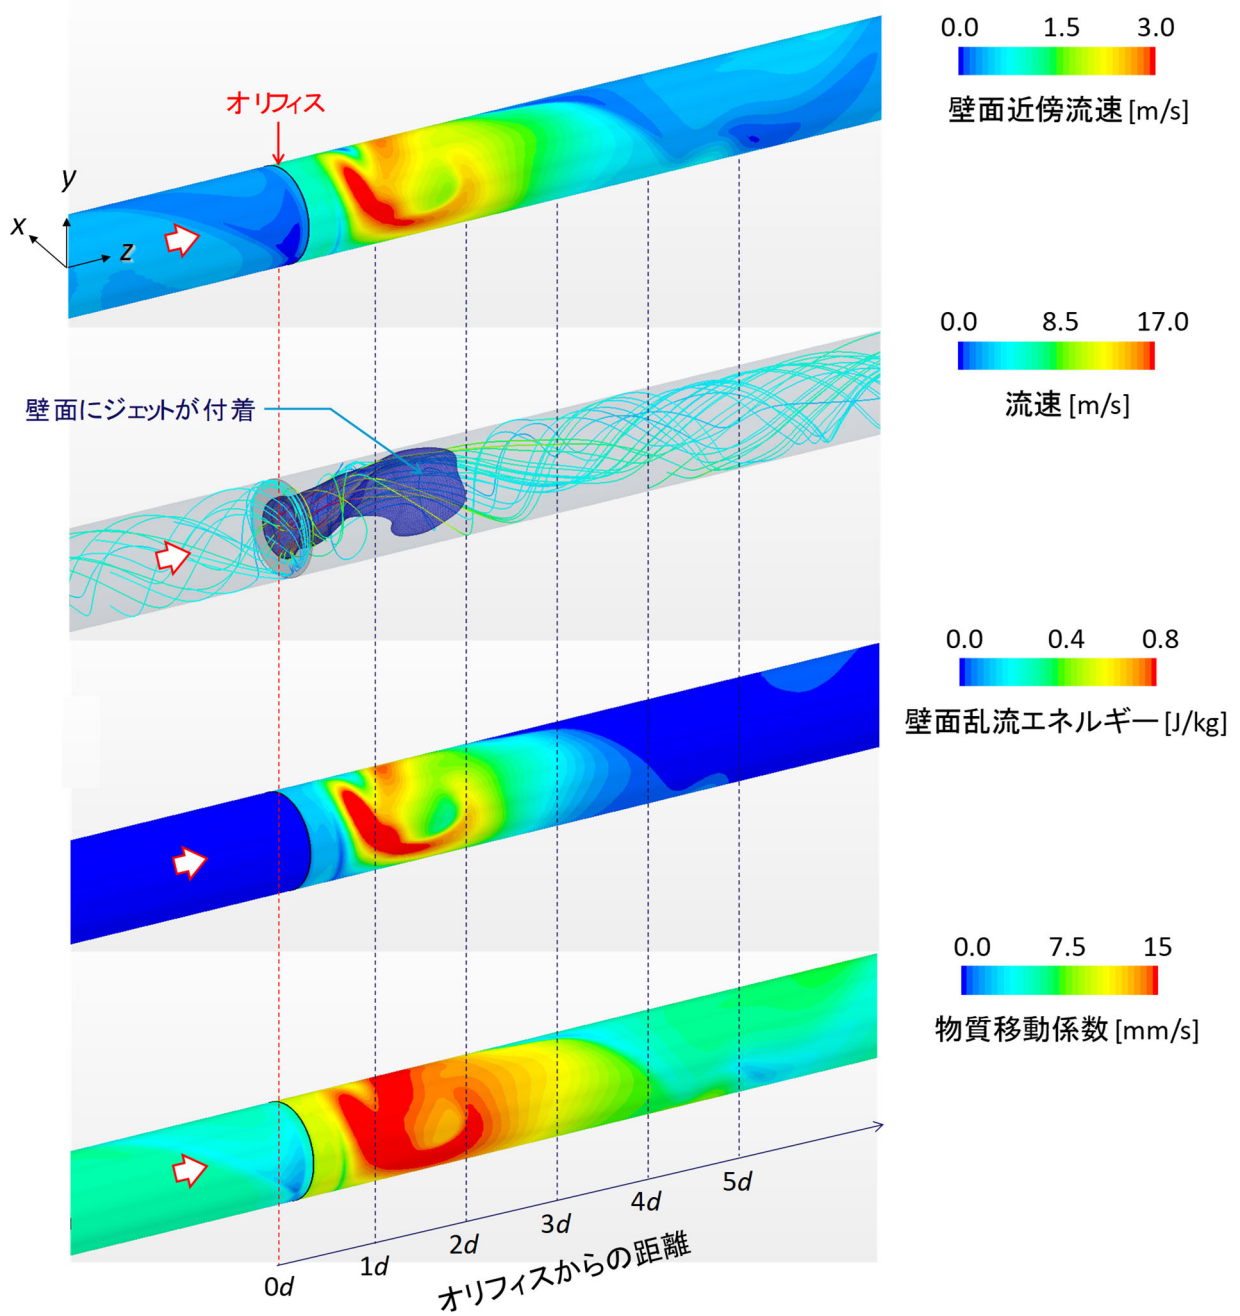 0.0 1.5 3.0
壁面近傍流速 [m/s]
オリフィス
y
x
z
0.0 8.5 17.0
流速 [m/s]
壁面にジェットが付着
0.0 0.4 0.8
壁面乱流エネルギー [J/kg]
0.0 7.5 15
物質移動係数 [mm/s]
0d 1d 2d 3d 4d 5d
オリフィスからの距離